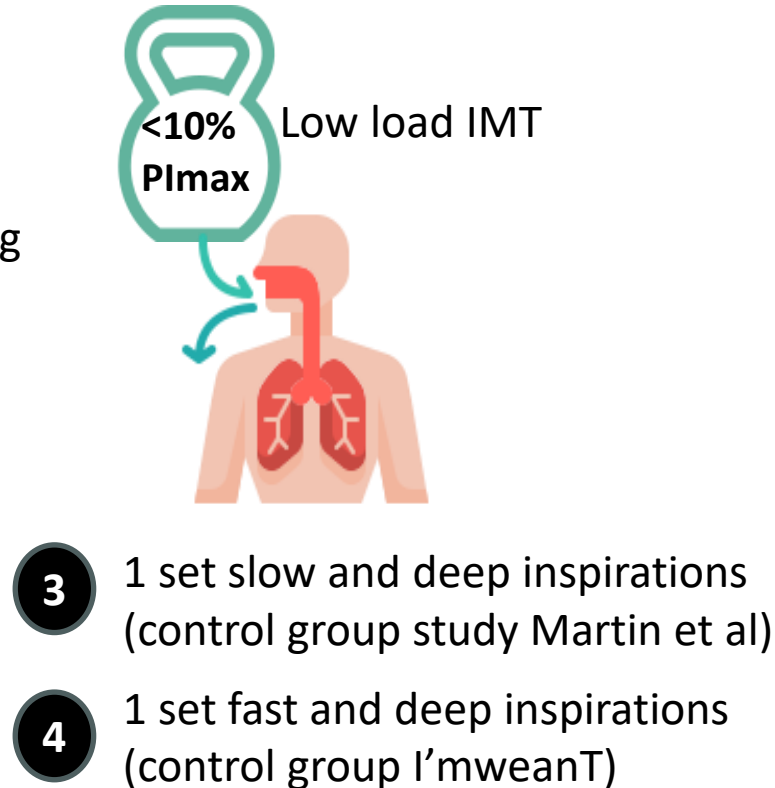 <10%
PImax
Low load IMT
g
3
1 set slow and deep inspirations
(control group study Martin et al)
4
1 set fast and deep inspirations
(control group I’mweanT)